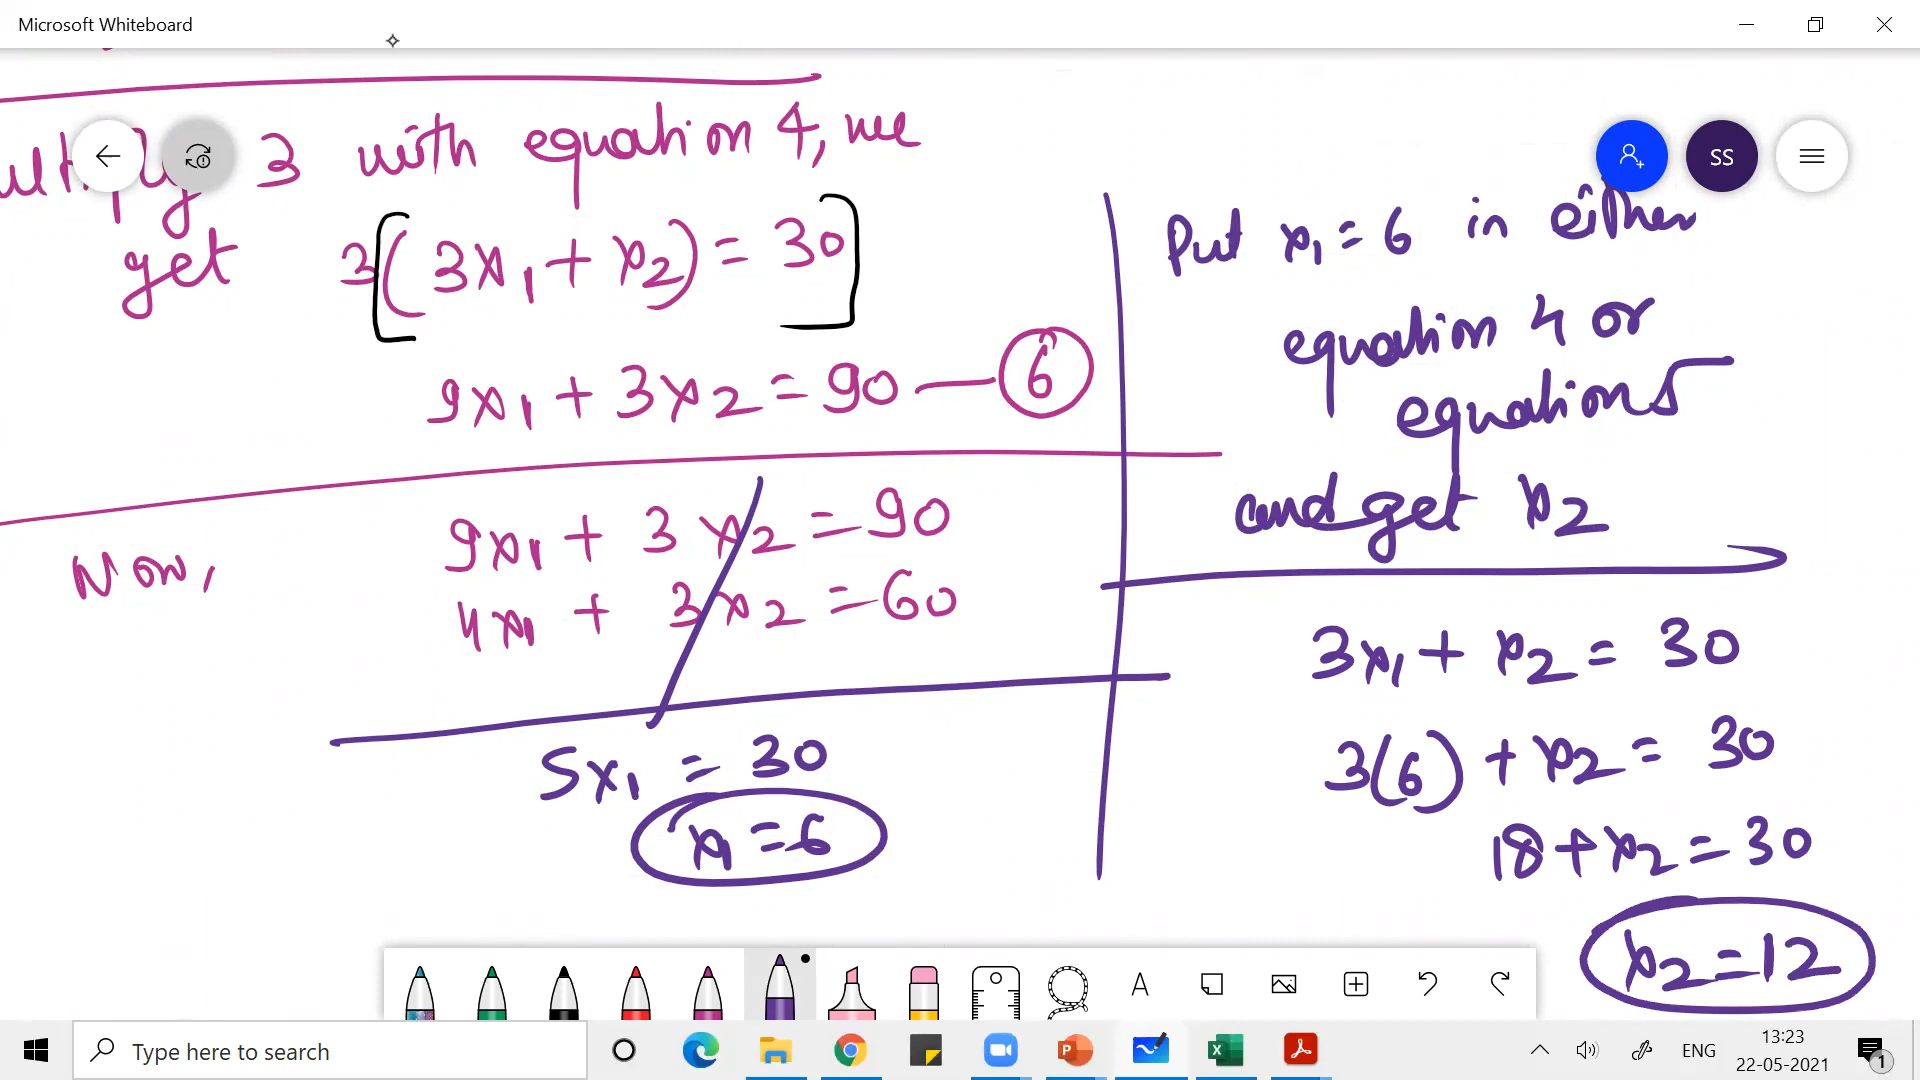 Microsoft Whiteboard
3 with equation 4, we
get 3[(3x₁ + x₂) = 30]
9x₁ + 3x₂ = 90 — 6
Now,
9x₁ + 3x₂ = 90
4x₁ + 3x₂ = 60
5x₁ = 30
x₁ = 6
SS
Put x₁ = 6 in either
equation 4 or
equation 5
and get x₂
3x₁ + x₂ = 30
3(6) + x₂ = 30
18 + x₂ = 30
x₂ = 12
A
Type here to search
ENG
13:23
22-05-2021
1